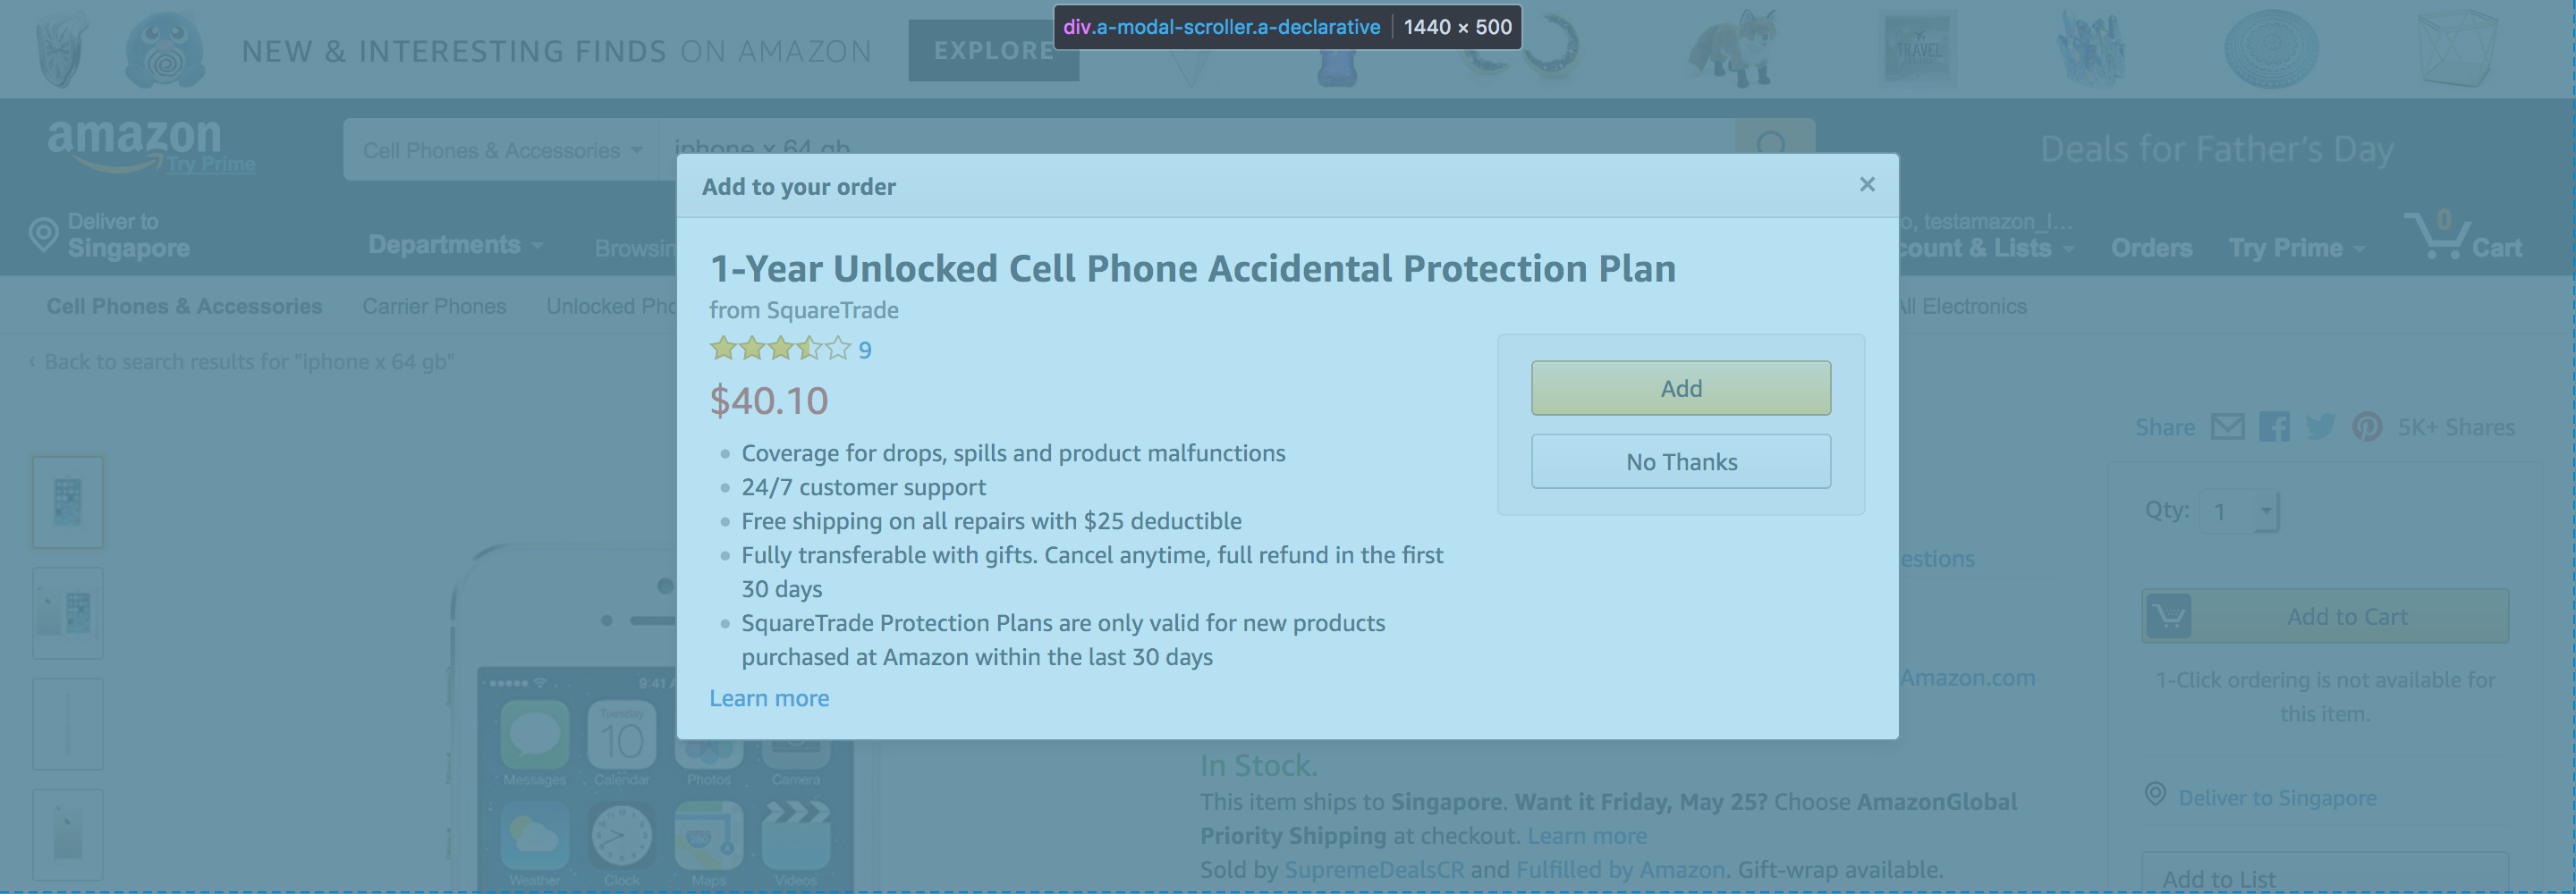 div.a-modal-scroller.a-declarative 1440 × 500
NEW & INTERESTING FINDS ON AMAZON EXPLORE
TRAVEL
amazon
Try Prime
Cell Phones & Accessories
iphone x 64 gb
Deals for Father's Day
Deliver to
Singapore
Departments
Browsin
o, testamazon_l...
count & Lists
Orders
Try Prime
0
Cart
Cell Phones & Accessories Carrier Phones Unlocked Pho
All Electronics
‹ Back to search results for "iphone x 64 gb"
Add to your order
×
1-Year Unlocked Cell Phone Accidental Protection Plan
from SquareTrade
9
$40.10
• Coverage for drops, spills and product malfunctions
• 24/7 customer support
• Free shipping on all repairs with $25 deductible
• Fully transferable with gifts. Cancel anytime, full refund in the first
30 days
• SquareTrade Protection Plans are only valid for new products
purchased at Amazon within the last 30 days
Learn more
Add
No Thanks
Share
5K+ Shares
Qty: 1
estions
Add to Cart
Amazon.com
1-Click ordering is not available for
this item.
Deliver to Singapore
Add to List
9:41 A
Tuesday
10
Messages Calendar Photos Camera
280
Weather Clock Maps Videos
In Stock.
This item ships to Singapore. Want it Friday, May 25? Choose AmazonGlobal
Priority Shipping at checkout. Learn more
Sold by SupremeDealsCR and Fulfilled by Amazon. Gift-wrap available.